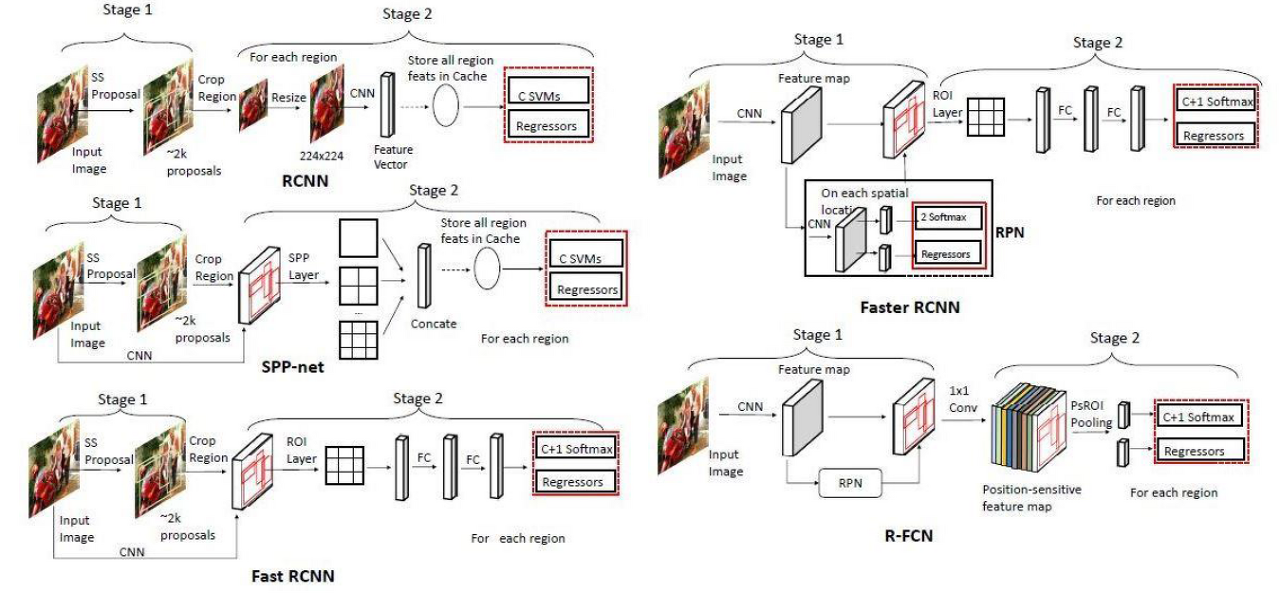 Stage 1
Stage 2
For each region
SS
Proposal
Crop
Region
Resize
CNN
Store all region
feats in Cache
C SVMs
Regressors
Input
Image
~2k
proposals
224x224
Feature
Vector
RCNN
Stage 1
Stage 2
SS
Proposal
Crop
Region
SPP
Layer
Store all region
feats in Cache
C SVMs
Regressors
...
Input
Image
~2k
proposals
CNN
Concate
For each region
SPP-net
Stage 1
Stage 2
SS
Proposal
Crop
Region
ROI
Layer
FC
FC
C+1 Softmax
Regressors
Input
Image
~2k
proposals
CNN
For each region
Fast RCNN
Stage 1
Stage 2
Feature map
CNN
ROI
Layer
FC
FC
C+1 Softmax
Regressors
Input
Image
On each spatial
CNN
2 Softmax
Regressors
RPN
For each region
Faster RCNN
Stage 1
Stage 2
Feature map
CNN
1x1
Conv
PsROI
Pooling
C+1 Softmax
Regressors
Input
Image
RPN
Position-sensitive
feature map
For each region
R-FCN